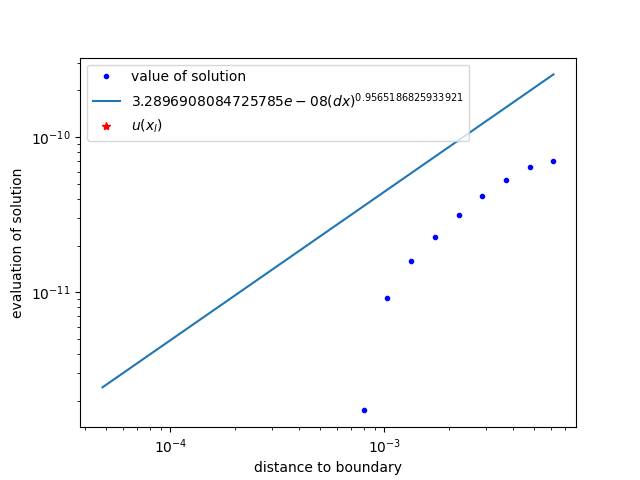 value of solution
3.2896908084725785e − 08(dx)^0.9565186825933921
u(x_l)
10^−10
10^−11
evaluation of solution
10^−4
10^−3
distance to boundary